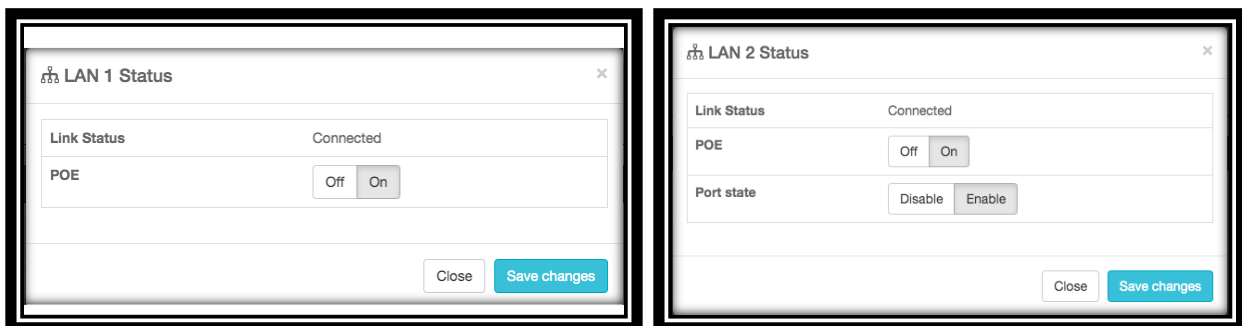 LAN 1 Status ×
Link Status Connected
POE Off On
Close Save changes
LAN 2 Status ×
Link Status Connected
POE Off On
Port state Disable Enable
Close Save changes